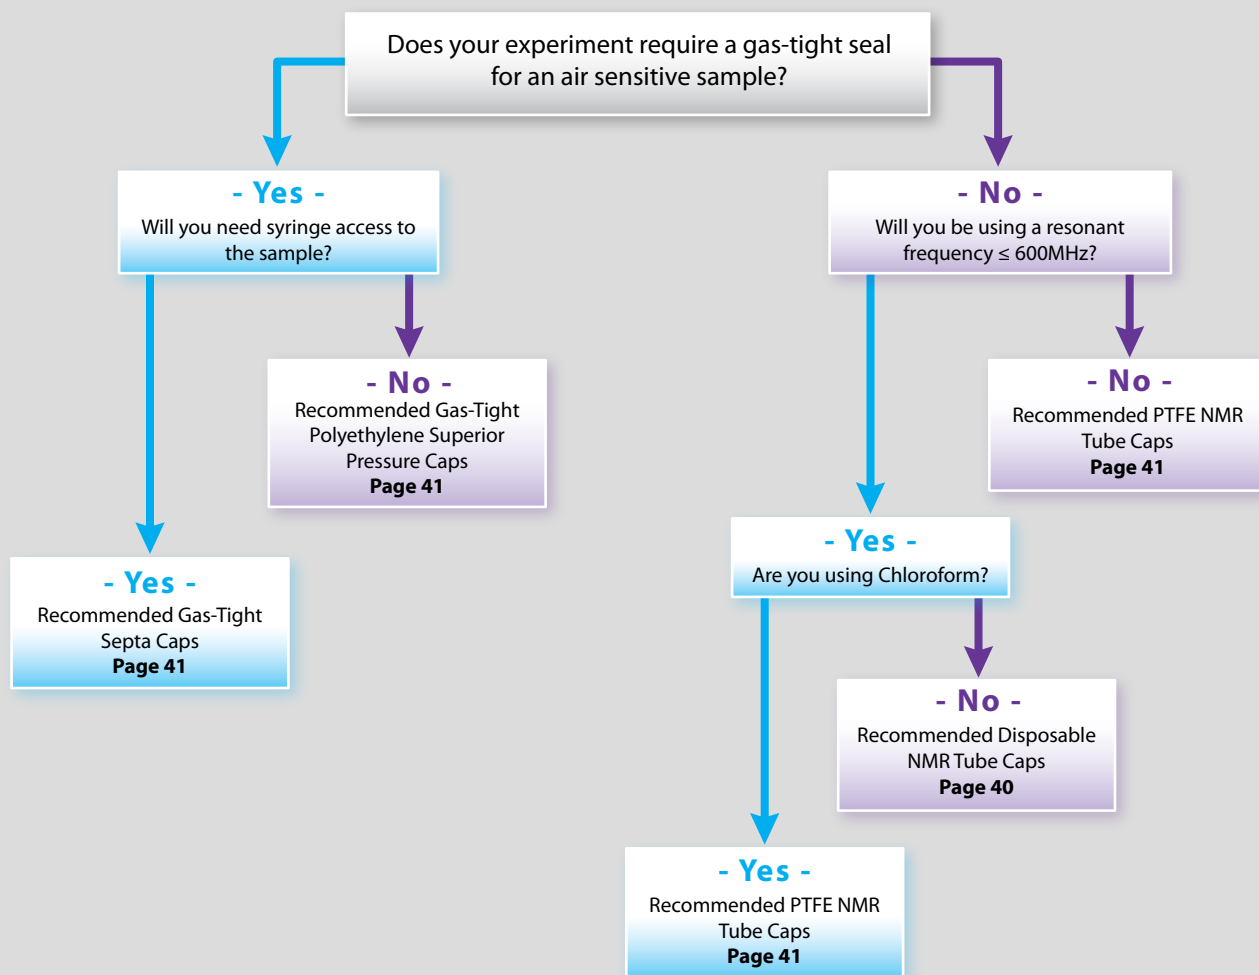 Does your experiment require a gas-tight seal
for an air sensitive sample?
- Yes -
Will you need syringe access to
the sample?
- No -
Will you be using a resonant
frequency ≤ 600MHz?
- No -
Recommended Gas-Tight
Polyethylene Superior
Pressure Caps
Page 41
- No -
Recommended PTFE NMR
Tube Caps
Page 41
- Yes -
Are you using Chloroform?
- Yes -
Recommended Gas-Tight
Septa Caps
Page 41
- No -
Recommended Disposable
NMR Tube Caps
Page 40
- Yes -
Recommended PTFE NMR
Tube Caps
Page 41